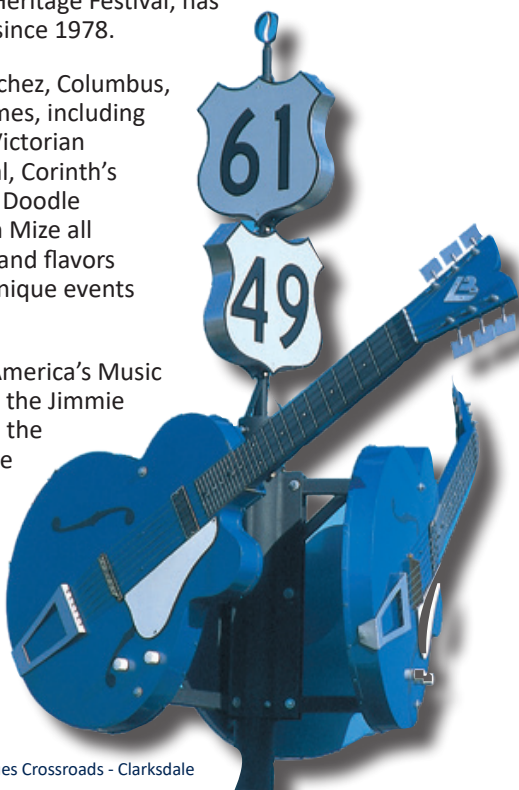 Heritage Festival, has
since 1978.
chez, Columbus,
mes, including
Victorian
l, Corinth's
Doodle
Mize all
and flavors
nique events
America's Music
the Jimmie
the
e
61
49
es Crossroads - Clarksdale